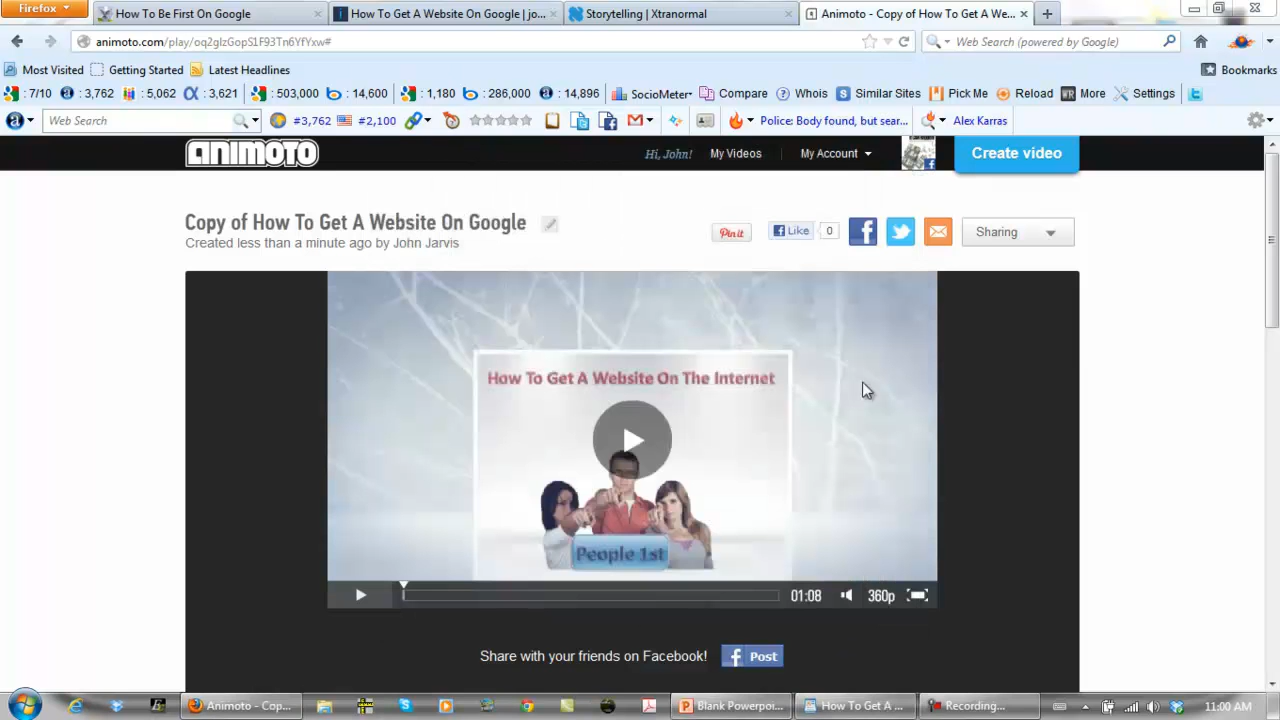 Firefox
How To Be First On Google
How To Get A Website On Google | jo...
Storytelling | Xtranormal
Animoto - Copy of How To Get A We...
animoto.com/play/oq2glzGopS1F93Tn6YfYxw#
Web Search (powered by Google)
Most Visited Getting Started Latest Headlines
Bookmarks
: 7/10 : 3,762 : 5,062 : 3,621 : 503,000 : 14,600 : 1,180 : 286,000 : 14,896 SocioMeter Compare Whois Similar Sites Pick Me Reload More Settings
Web Search #3,762 #2,100 Police: Body found, but sear... Alex Karras
ANIMOTO
Hi, John! My Videos My Account Create video
Copy of How To Get A Website On Google
Created less than a minute ago by John Jarvis
Pin it Like 0 Sharing
How To Get A Website On The Internet
People 1st
01:08 360p
Share with your friends on Facebook! Post
Animoto - Cop... Blank Powerpoi... How To Get A ... Recording... 11:00 AM